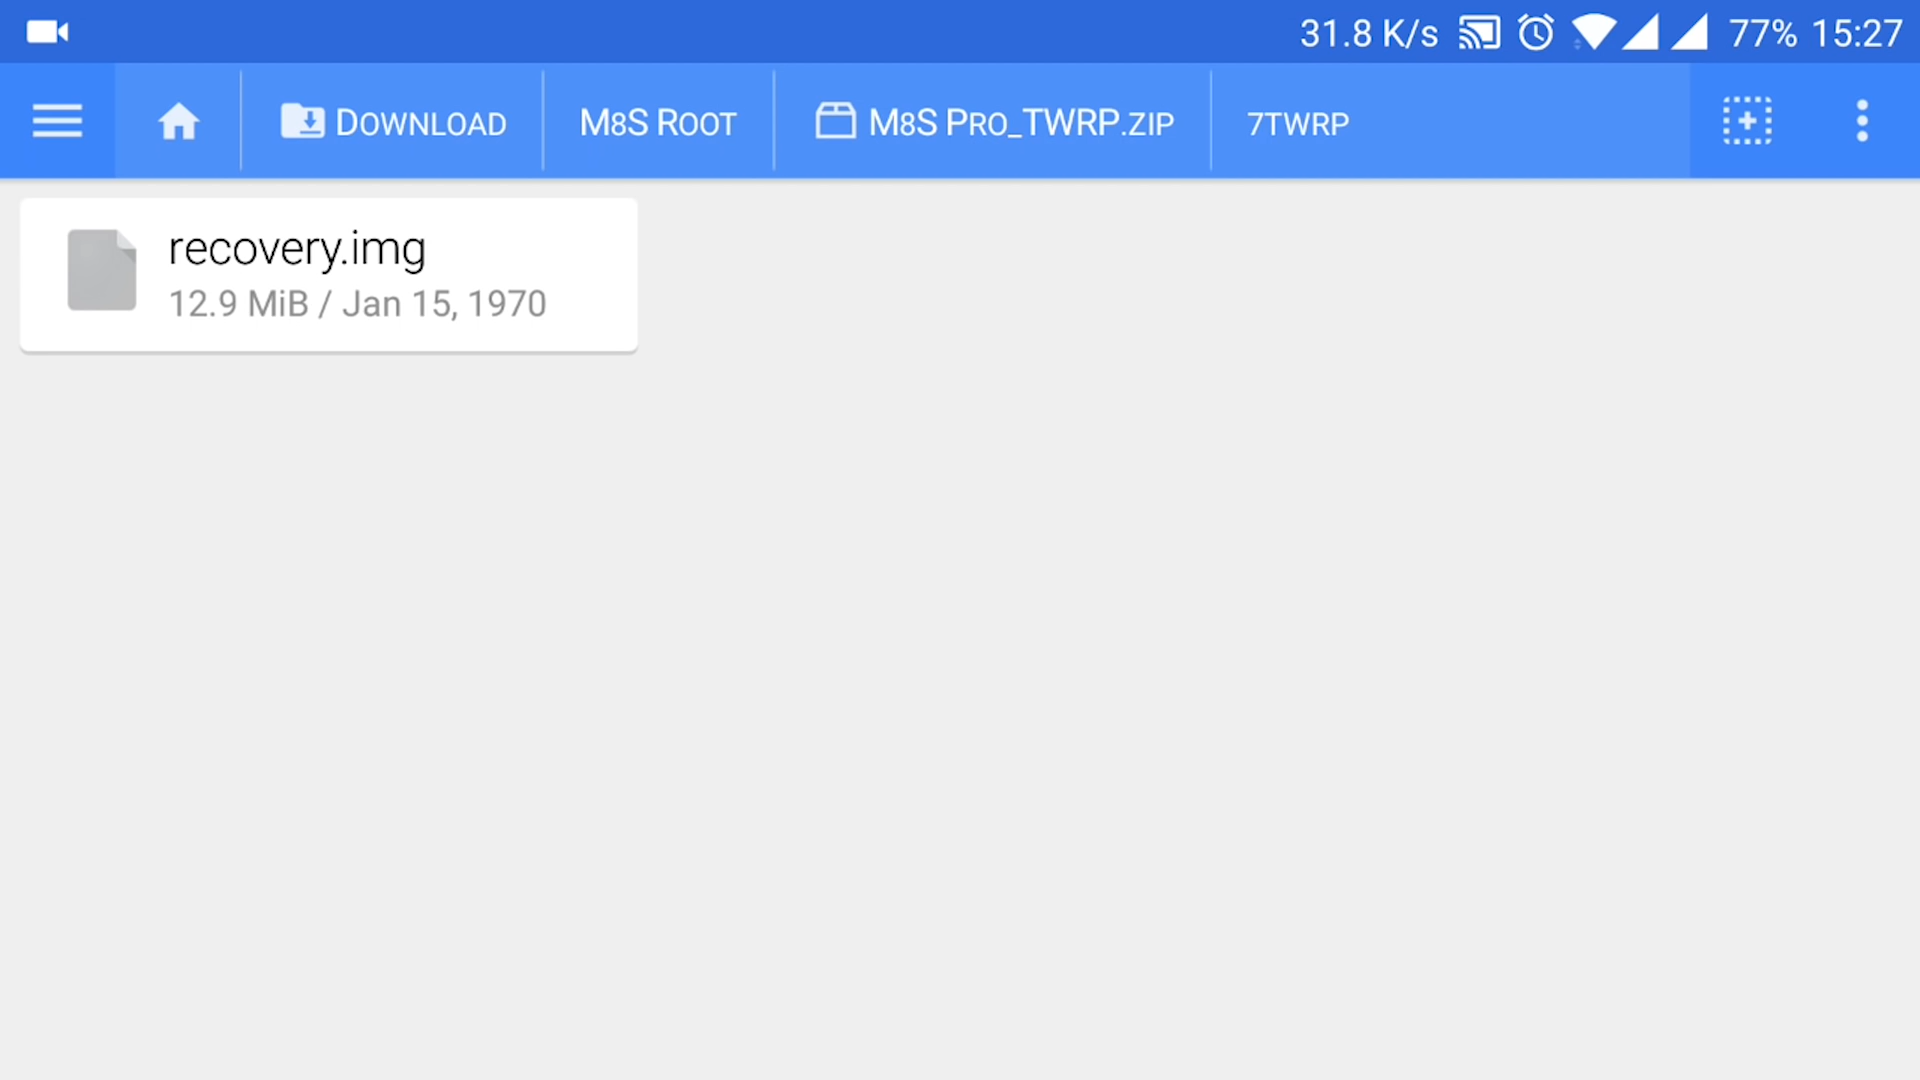 31.8 K/s 77% 15:27
Download M8S Root M8S Pro_TWRP.zip 7TWRP
recovery.img
12.9 MiB / Jan 15, 1970